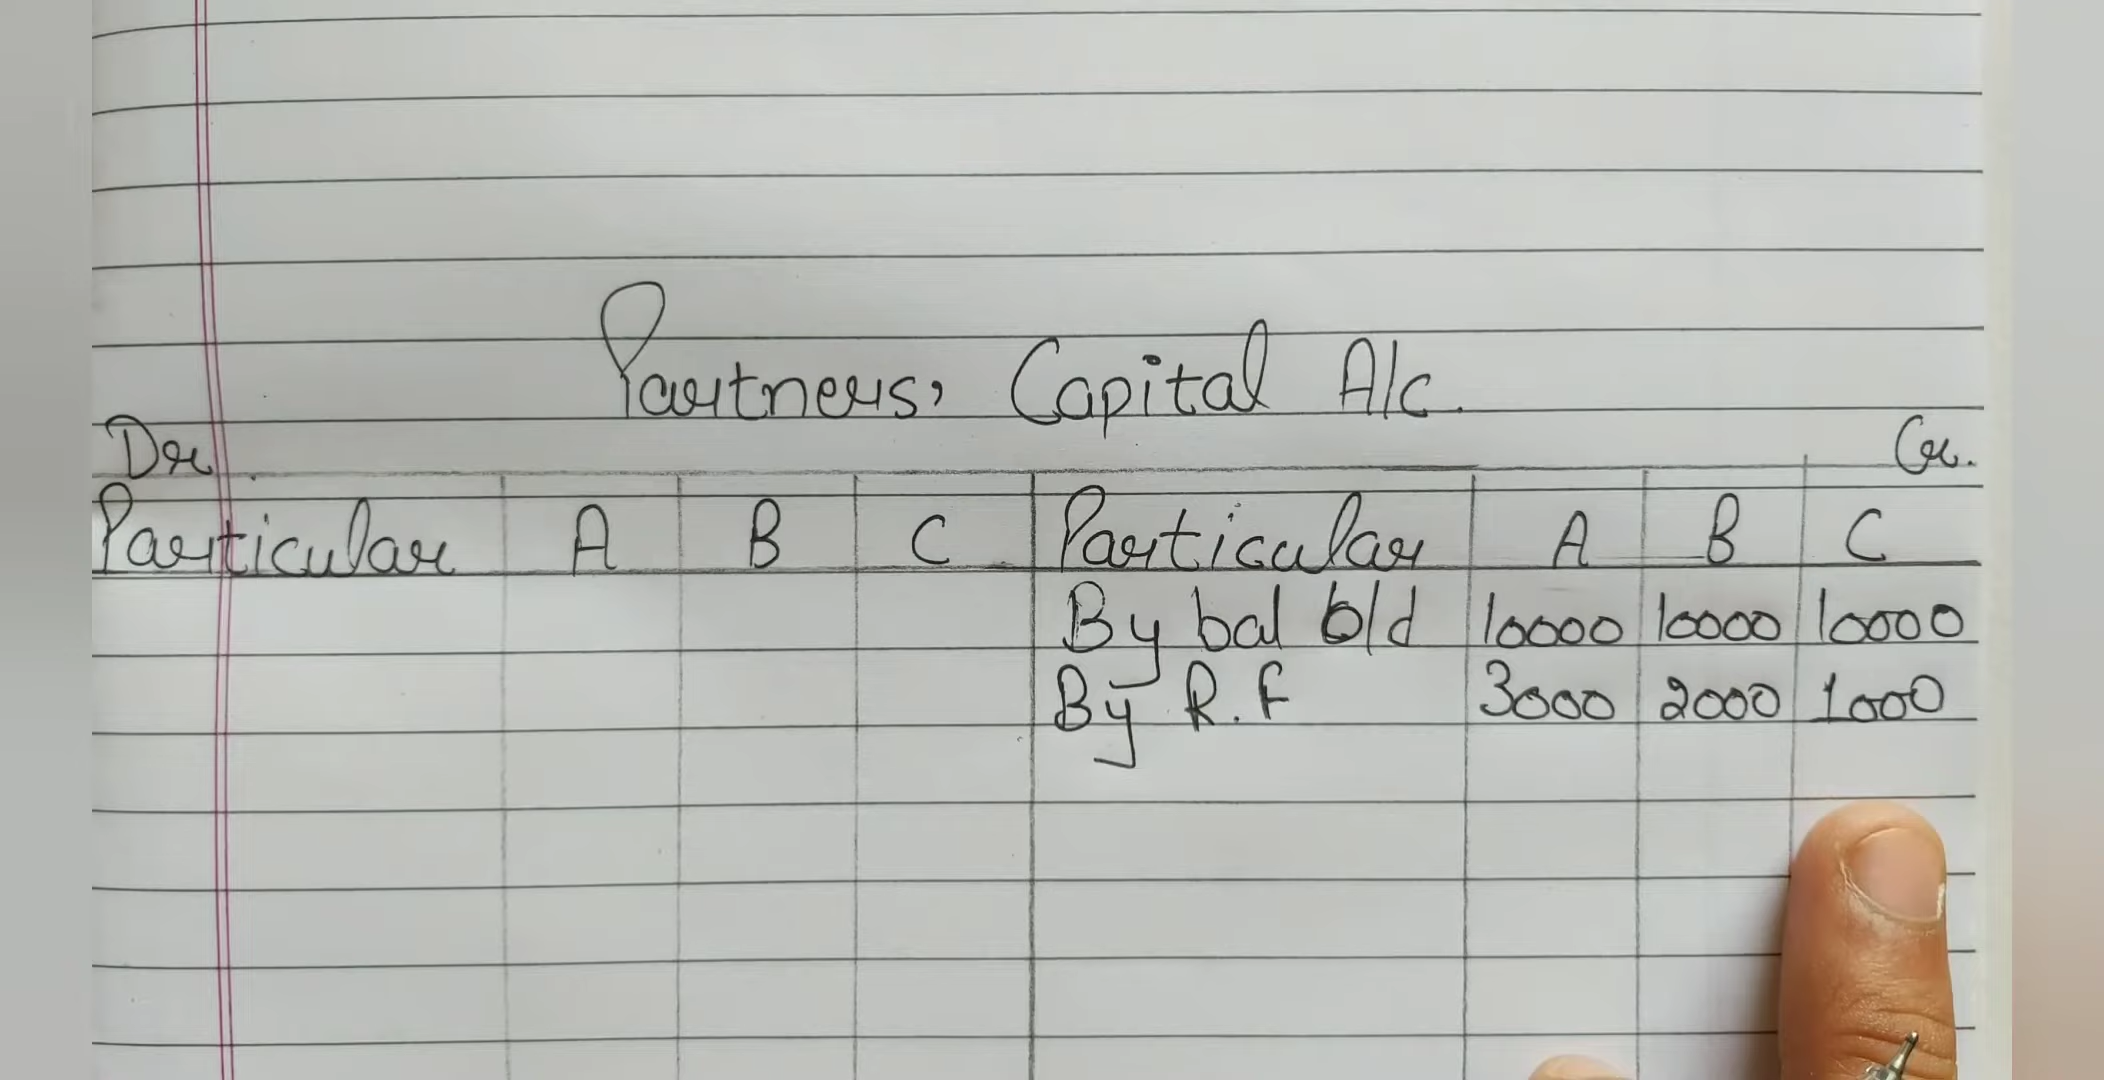 Partners' Capital A/c.
Dr. Cr.
Particular A B C Particular A B C
By bal b/d 10000 10000 10000
By R.F 3000 2000 1000